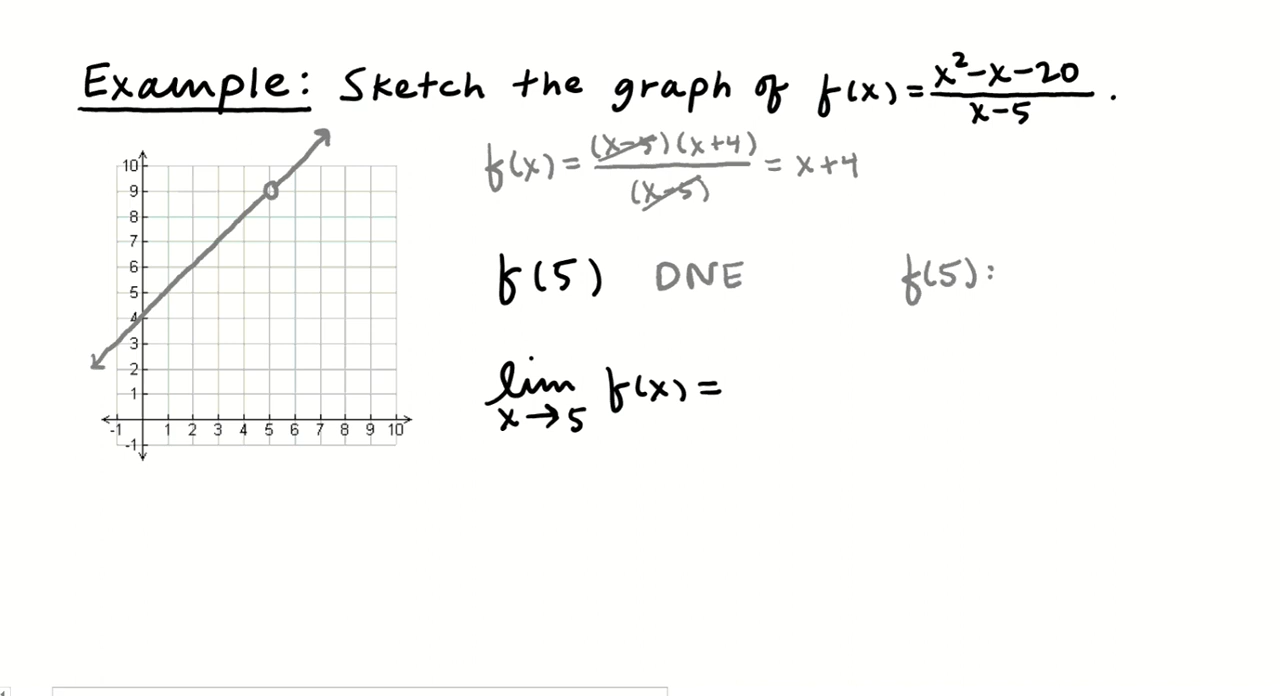 Example: Sketch the graph of f(x) = (x²-x-20)/(x-5).
f(x) = (x-5)(x+4)/(x-5) = x+4
10
9
8
7
6
5
4
3
2
1
-1 1 2 3 4 5 6 7 8 9 10
-1
f(5) DNE f(5):
lim x→5 f(x) =